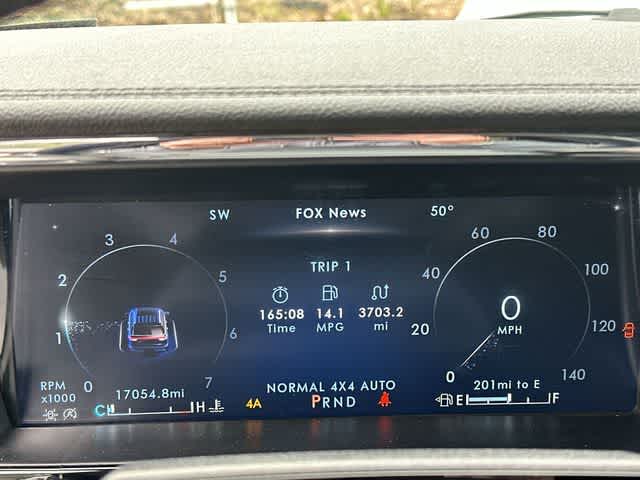 SW FOX News 50°
3 4 60 80
2 5 TRIP 1 40 100
165:08 14.1 3703.2
Time MPG mi
1 6 20 0 120
MPH
RPM
x1000 0 7 0 140
17054.8mi NORMAL 4X4 AUTO 201mi to E
C H 4A PRND E F